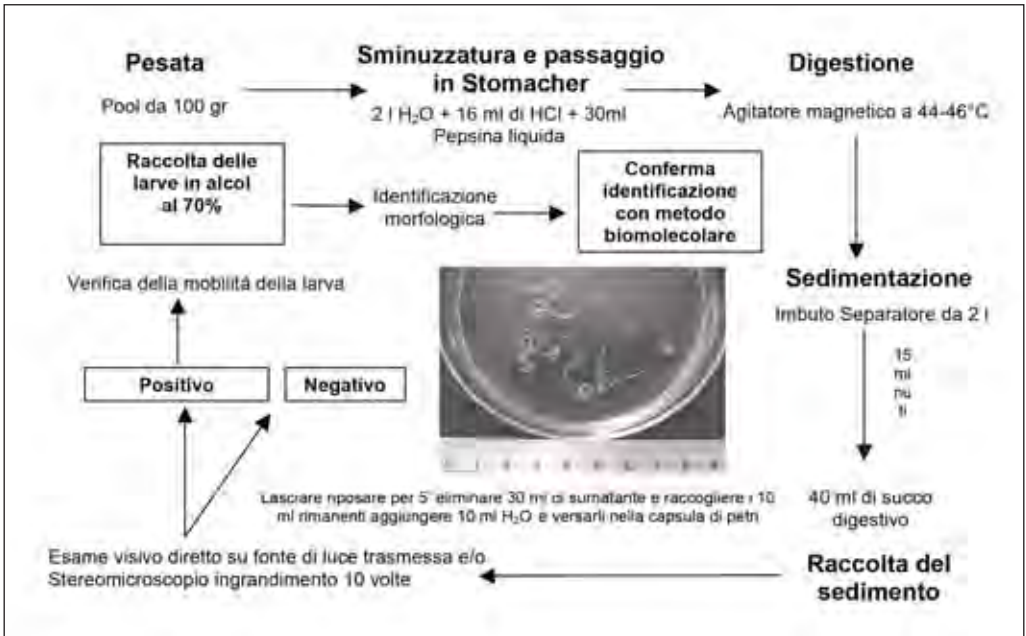 Pesata
Pool da 100 gr
Sminuzzatura e passaggio
in Stomacher
2 l H₂O + 16 ml di HCl + 30ml
Pepsina liquida
Digestione
Agitatore magnetico a 44-46°C
Raccolta delle
larve in alcol
al 70%
Identificazione
morfologica
Conferma
identificazione
con metodo
biomolecolare
Verifica della mobilità della larva
Sedimentazione
Imbuto Separatore da 2 l
15
mi
nu
ti
Positivo
Negativo
Lasciare riposare per 5' eliminare 30 ml di surnatante e raccogliere i 10
ml rimanenti aggiungere 10 ml H₂O e versarli nella capsula di petri
40 ml di succo
digestivo
Esame visivo diretto su fonte di luce trasmessa e/o
Stereomicroscopio ingrandimento 10 volte
Raccolta del
sedimento